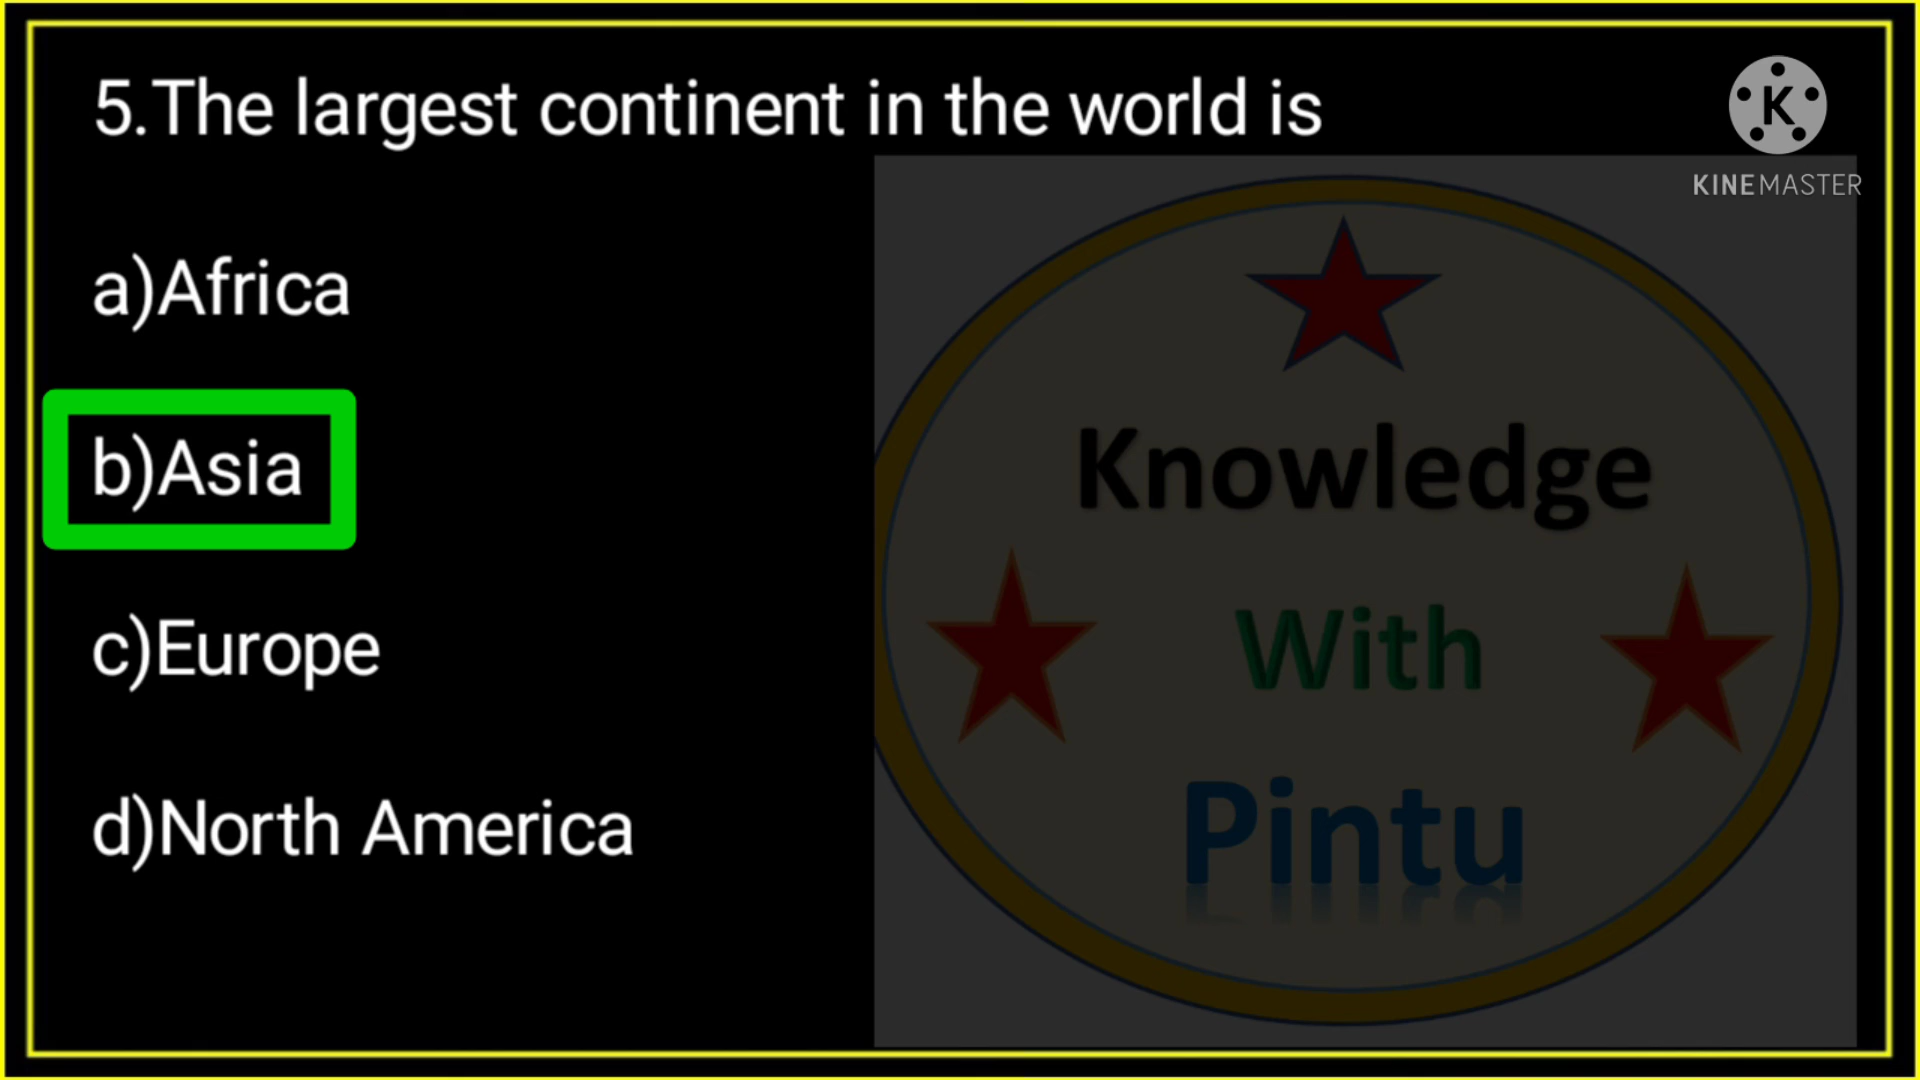 5.The largest continent in the world is
KINEMASTER
a)Africa
b)Asia
c)Europe
d)North America
Knowledge
With
Pintu